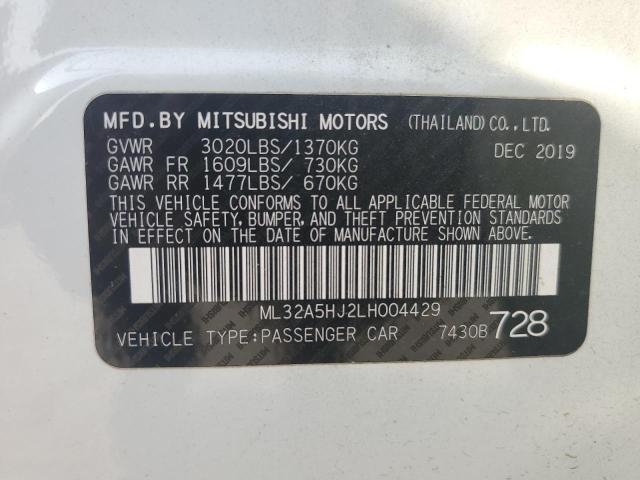 MFD.BY MITSUBISHI MOTORS (THAILAND)CO.,LTD.
GVWR 3020LBS/1370KG DEC 2019
GAWR FR 1609LBS/ 730KG
GAWR RR 1477LBS/ 670KG
THIS VEHICLE CONFORMS TO ALL APPLICABLE FEDERAL MOTOR
VEHICLE SAFETY, BUMPER, AND THEFT PREVENTION STANDARDS
IN EFFECT ON THE DATE OF MANUFACTURE SHOWN ABOVE.
ML32A5HJ2LH004429
VEHICLE TYPE:PASSENGER CAR 7430B 728